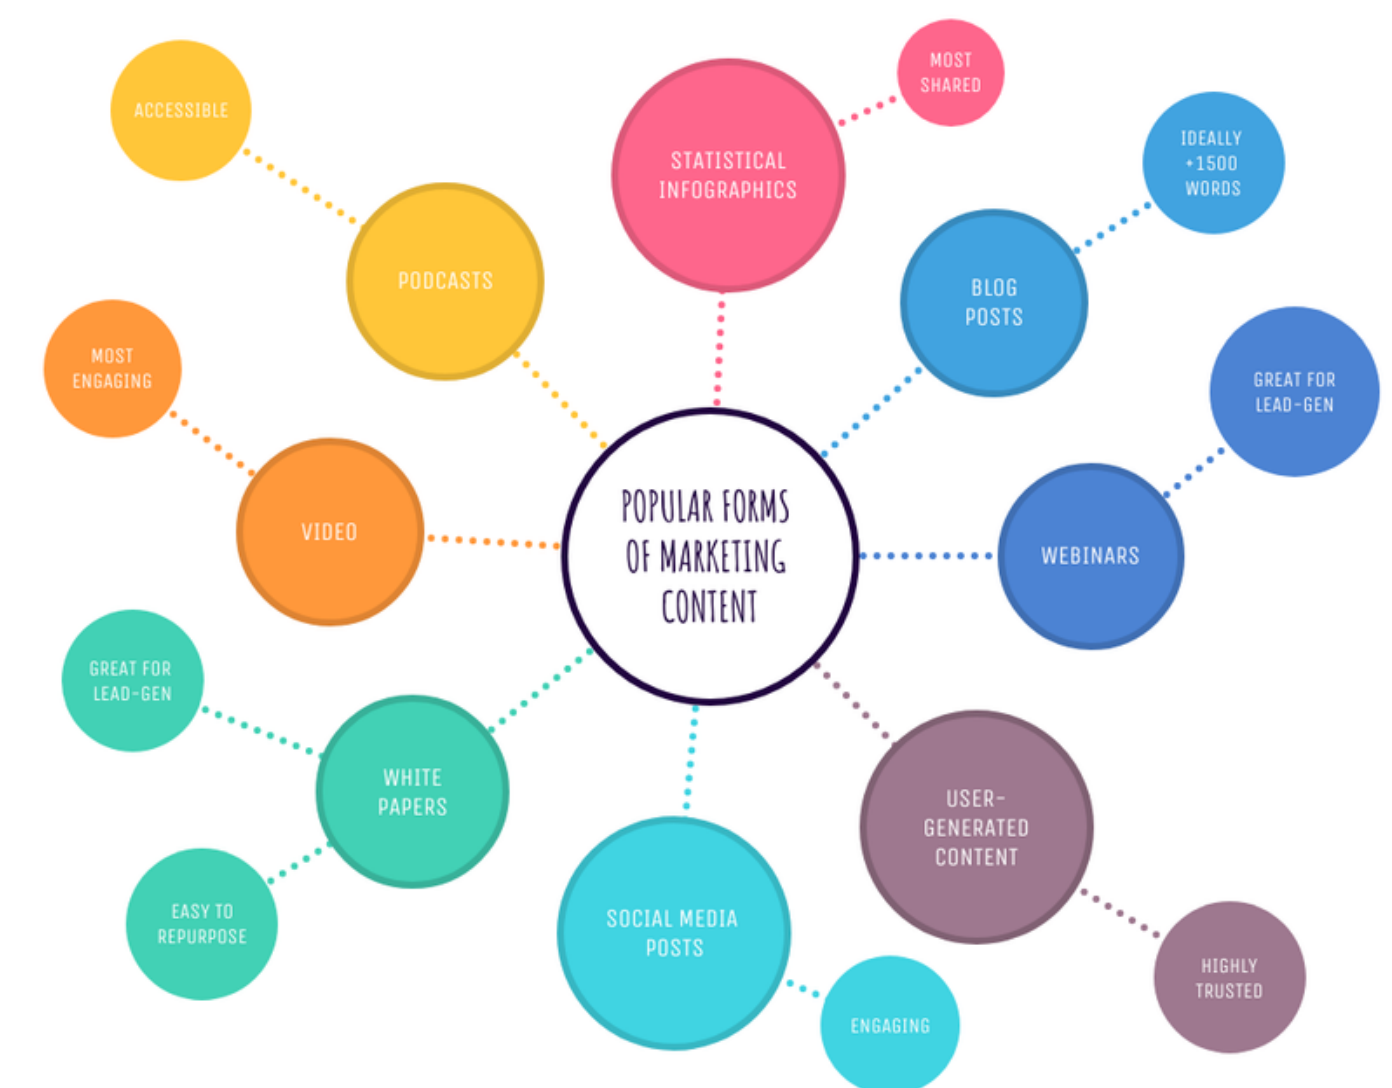 POPULAR FORMS
OF MARKETING
CONTENT
STATISTICAL
INFOGRAPHICS
MOST
SHARED
BLOG
POSTS
IDEALLY
+1500
WORDS
WEBINARS
GREAT FOR
LEAD-GEN
USER-
GENERATED
CONTENT
HIGHLY
TRUSTED
SOCIAL MEDIA
POSTS
ENGAGING
WHITE
PAPERS
EASY TO
REPURPOSE
GREAT FOR
LEAD-GEN
VIDEO
MOST
ENGAGING
PODCASTS
ACCESSIBLE